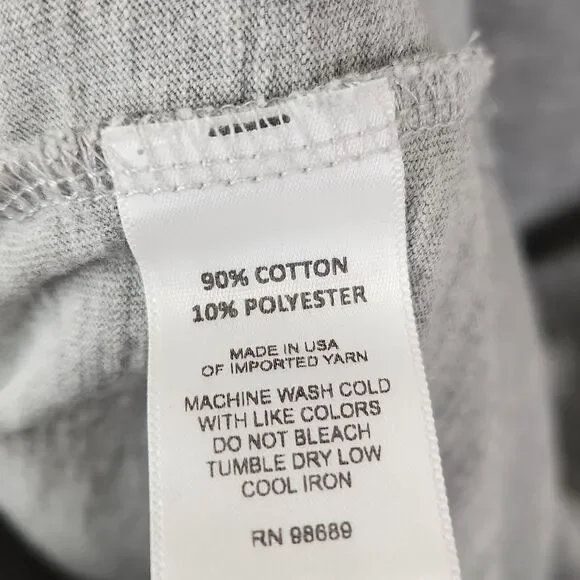 90% COTTON
10% POLYESTER
MADE IN USA
OF IMPORTED YARN
MACHINE WASH COLD
WITH LIKE COLORS
DO NOT BLEACH
TUMBLE DRY LOW
COOL IRON
RN 98689